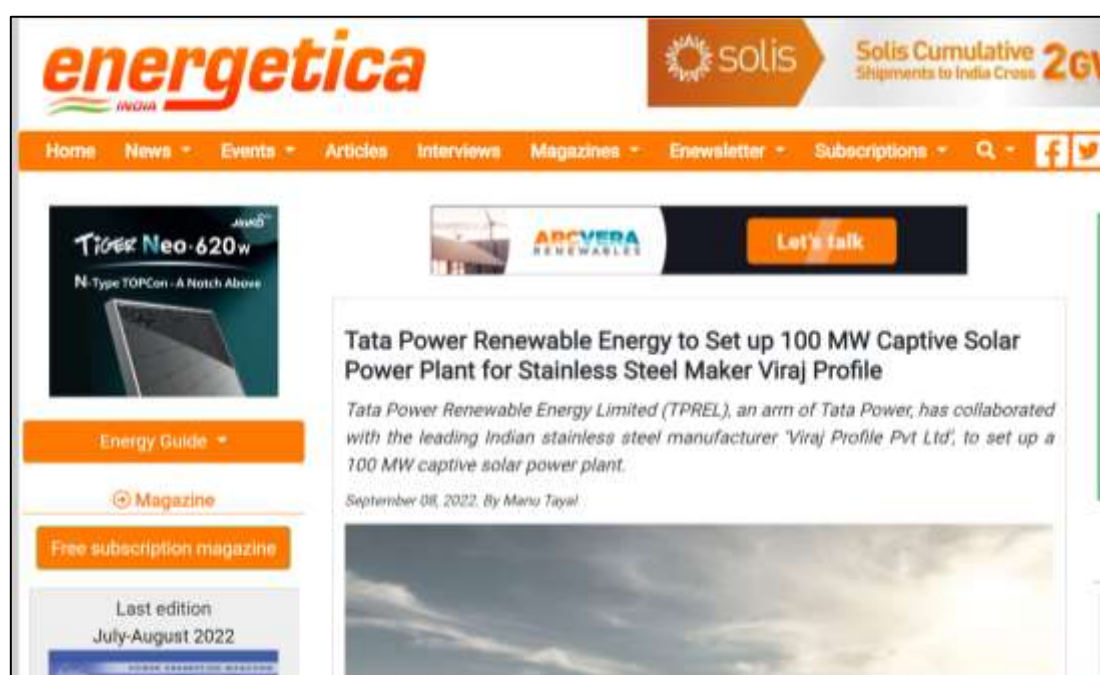 energetica
INDIA
solis
Solis Cumulative
Shipments to India Cross
2GW
Home News Events Articles Interviews Magazines Enewsletter Subscriptions
JinKO
TIGER Neo·620W
N-Type TOPCon - A Notch Above
ARCVERA
RENEWABLES
Let's talk
Tata Power Renewable Energy to Set up 100 MW Captive Solar
Power Plant for Stainless Steel Maker Viraj Profile
Tata Power Renewable Energy Limited (TPREL), an arm of Tata Power, has collaborated
with the leading Indian stainless steel manufacturer 'Viraj Profile Pvt Ltd', to set up a
100 MW captive solar power plant.
September 08, 2022. By Manu Tayal
Energy Guide
Magazine
Free subscription magazine
Last edition
July-August 2022